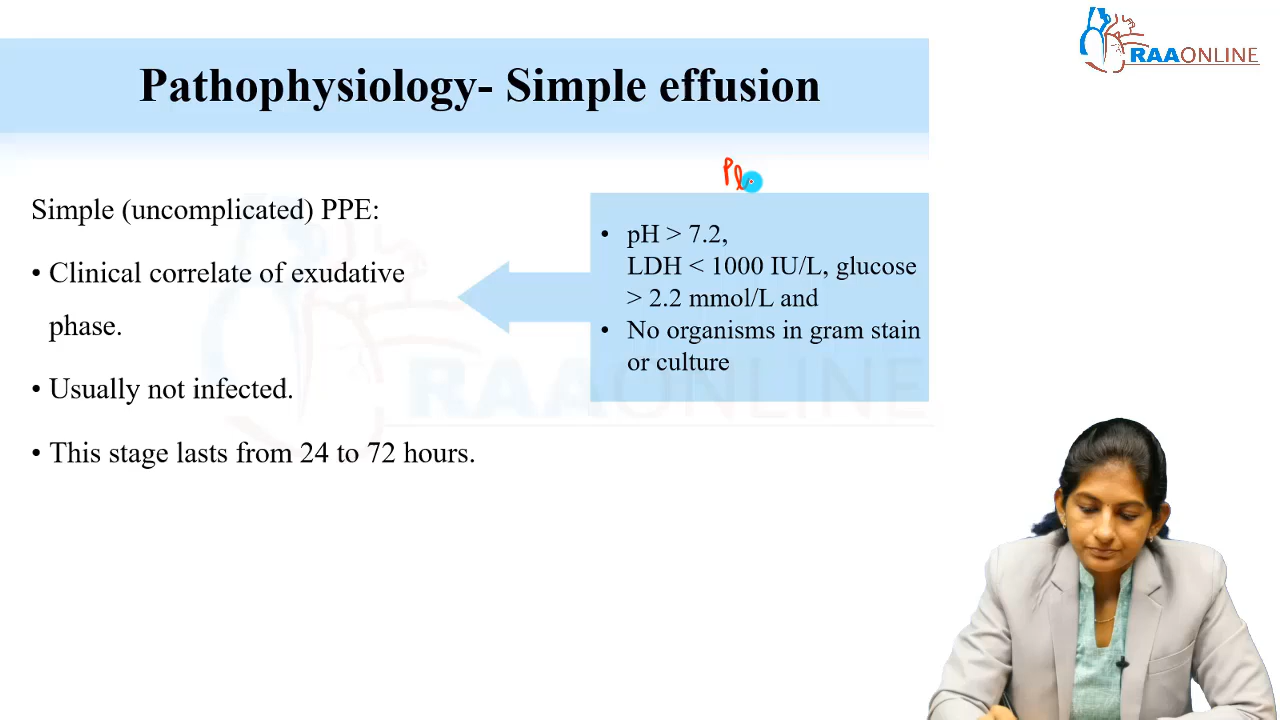 RAAONLINE
Pathophysiology- Simple effusion
Pl
Simple (uncomplicated) PPE:
• Clinical correlate of exudative
phase.
• Usually not infected.
• This stage lasts from 24 to 72 hours.
• pH > 7.2,
LDH < 1000 IU/L, glucose
> 2.2 mmol/L and
• No organisms in gram stain
or culture
RAAONLINE